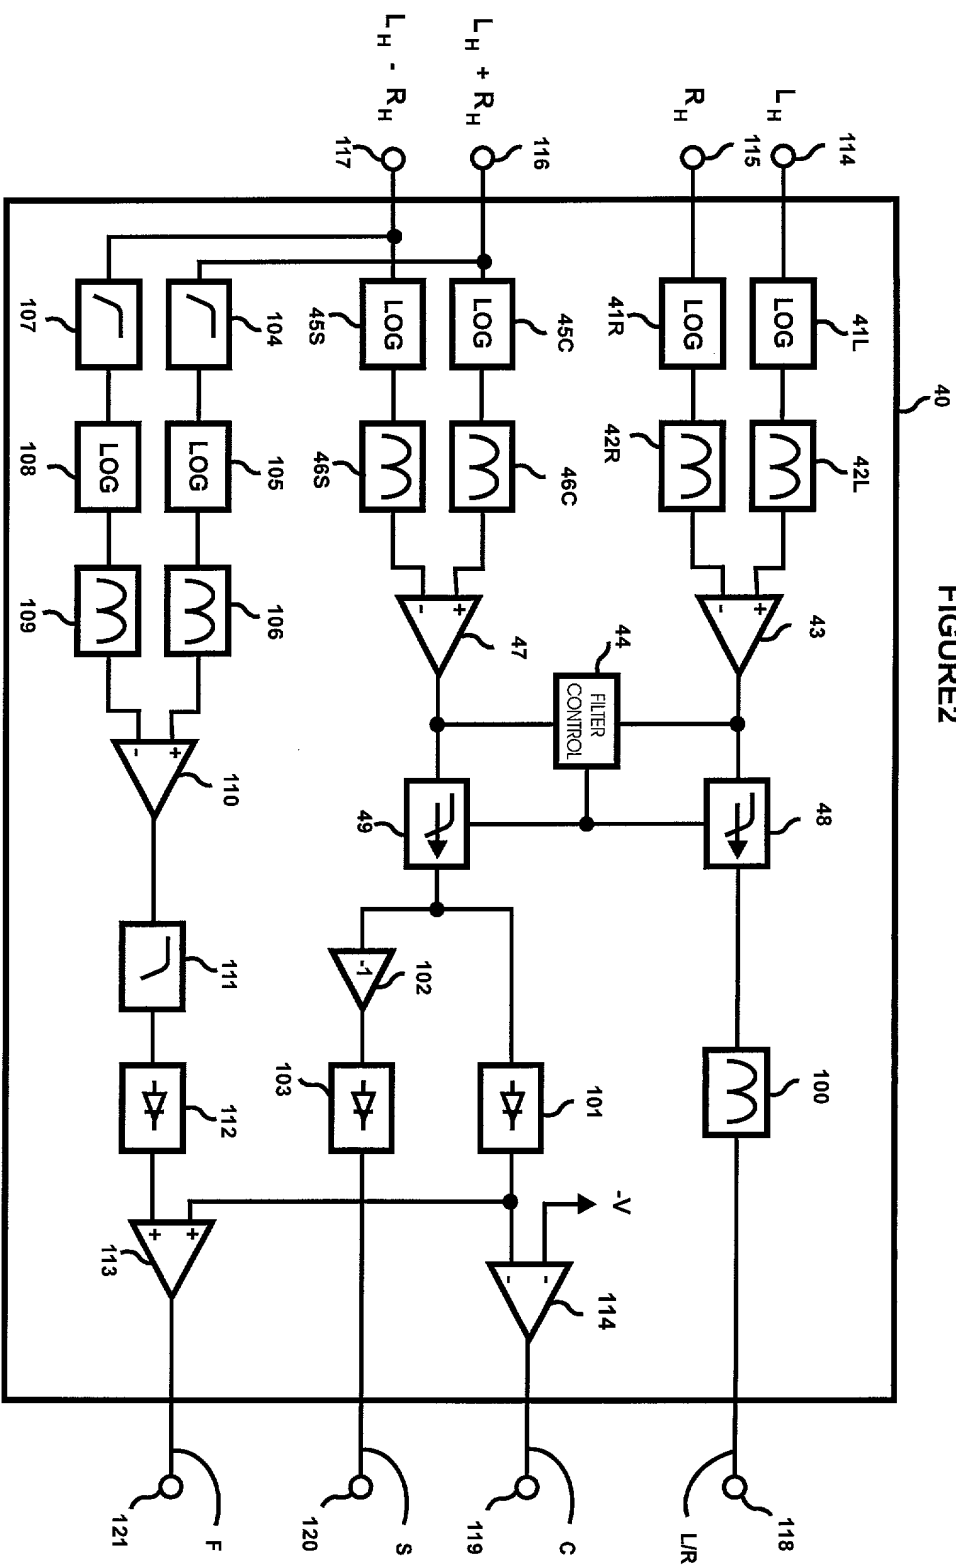 FIGURE2
40
L_H
114
41L
LOG
42L
43
+
-
R_H
115
41R
LOG
42R
48
100
118
L/R
44
FILTER
CONTROL
L_H + R_H
116
45C
LOG
46C
47
+
-
L_H - R_H
117
45S
LOG
46S
49
101
-V
114
-
-
119
C
102
-1
103
120
S
104
105
LOG
106
107
108
LOG
109
110
+
-
111
112
113
+
+
121
F